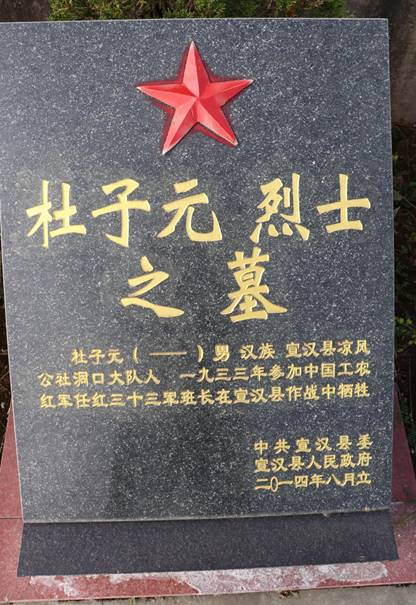 杜子元 烈士
之墓
杜子元（——）男 汉族 宣汉县凉风
公社洞口大队人 一九三三年参加中国工农
红军任红三十三军班长在宣汉县作战中牺牲
中共宣汉县委
宣汉县人民政府
二〇一四年八月立